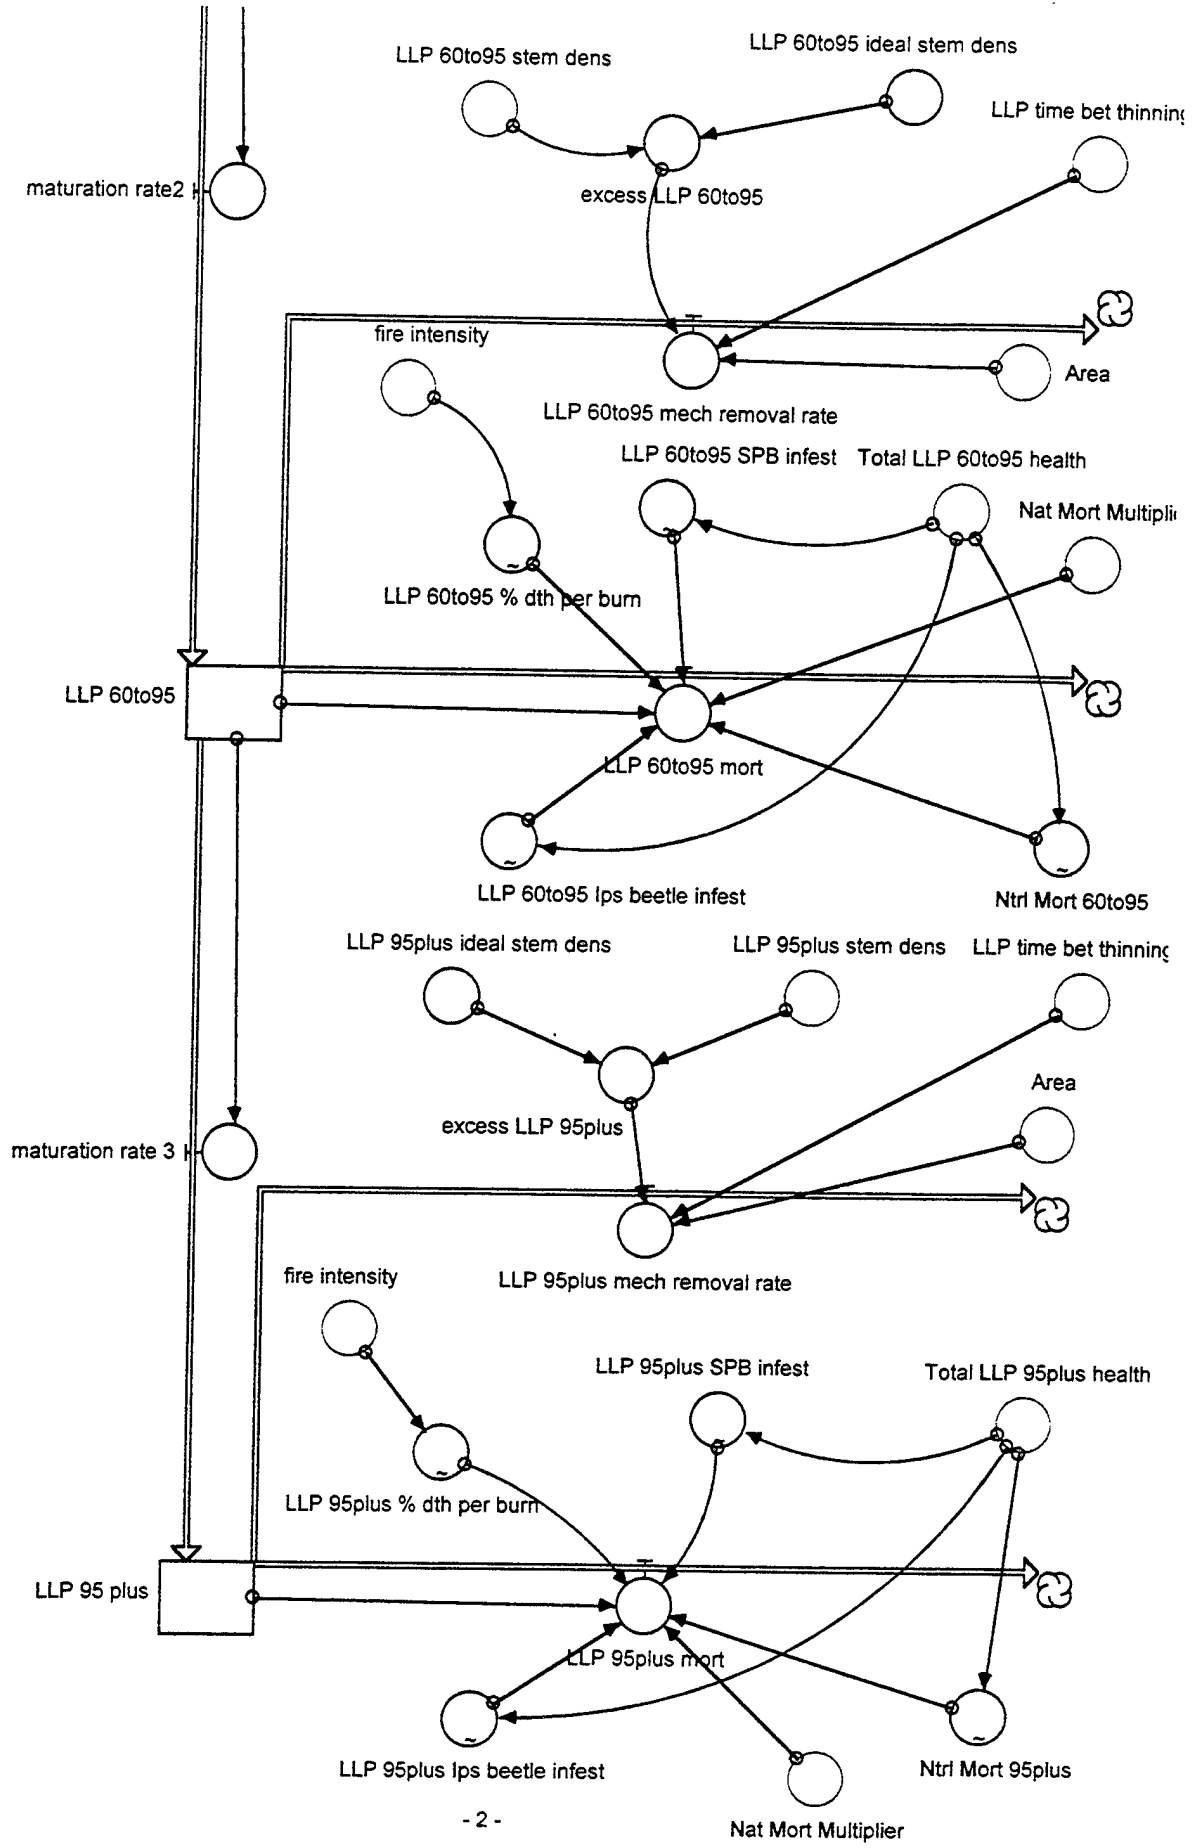 LLP 60to95 stem dens
LLP 60to95 ideal stem dens
LLP time bet thinning
maturation rate2
excess LLP 60to95
fire intensity
Area
LLP 60to95 mech removal rate
LLP 60to95 SPB infest
Total LLP 60to95 health
Nat Mort Multipli
LLP 60to95 % dth per burn
LLP 60to95
LLP 60to95 mort
LLP 60to95 Ips beetle infest
Ntrl Mort 60to95
LLP 95plus ideal stem dens
LLP 95plus stem dens
LLP time bet thinning
Area
excess LLP 95plus
maturation rate 3
fire intensity
LLP 95plus mech removal rate
LLP 95plus SPB infest
Total LLP 95plus health
LLP 95plus % dth per burn
LLP 95 plus
LLP 95plus mort
LLP 95plus Ips beetle infest
Ntrl Mort 95plus
Nat Mort Multiplier
- 2 -